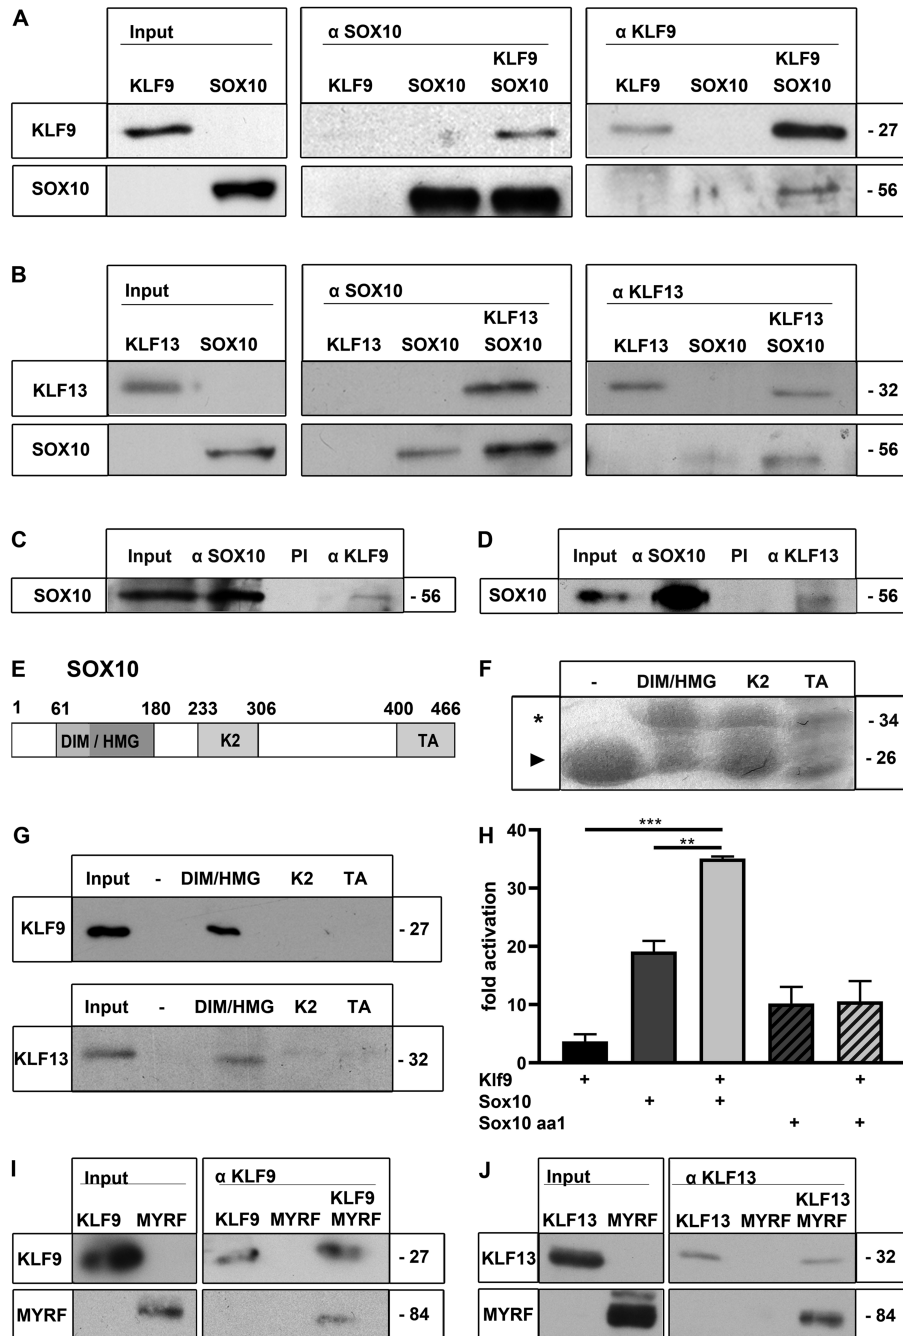 A
Input
KLF9 SOX10
α SOX10
KLF9
KLF9 SOX10 SOX10
α KLF9
KLF9
KLF9 SOX10 SOX10
KLF9
- 27
SOX10
- 56
B
Input
KLF13 SOX10
α SOX10
KLF13
KLF13 SOX10 SOX10
α KLF13
KLF13
KLF13 SOX10 SOX10
KLF13
- 32
SOX10
- 56
C
Input α SOX10 PI α KLF9
SOX10
- 56
D
Input α SOX10 PI α KLF13
SOX10
- 56
E
SOX10
1 61 180 233 306 400 466
DIM / HMG K2 TA
F
- DIM/HMG K2 TA
* - 34
► - 26
G
Input - DIM/HMG K2 TA
KLF9
- 27
Input - DIM/HMG K2 TA
KLF13
- 32
H
fold activation
40
30
20
10
0
***
**
Klf9 + + +
Sox10 + +
Sox10 aa1 + +
I
Input
KLF9 MYRF
α KLF9
KLF9
KLF9 MYRF MYRF
KLF9
- 27
MYRF
- 84
J
Input
KLF13 MYRF
α KLF13
KLF13
KLF13 MYRF MYRF
KLF13
- 32
MYRF
- 84